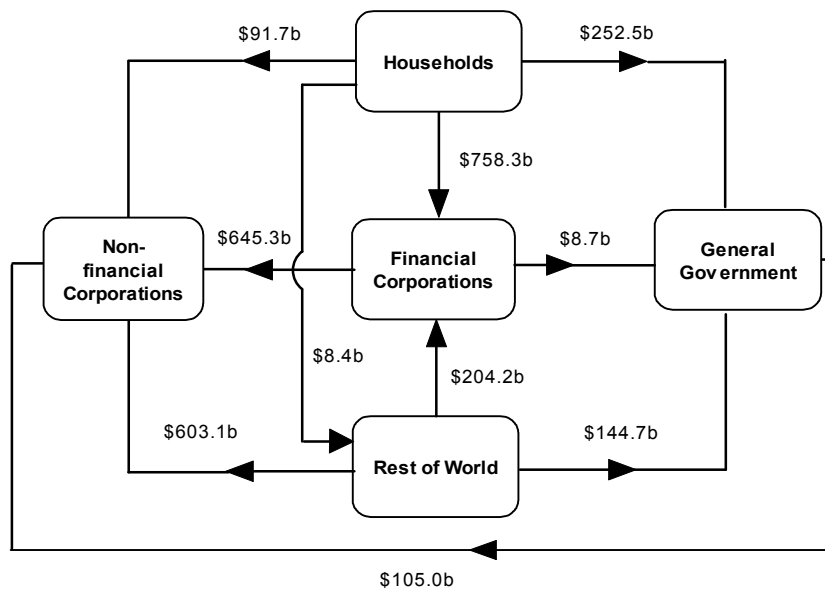 $91.7b
$252.5b
Households
$758.3b
Non-
financial
Corporations
$645.3b
Financial
Corporations
$8.7b
General
Government
$8.4b
$204.2b
$603.1b
$144.7b
Rest of World
$105.0b